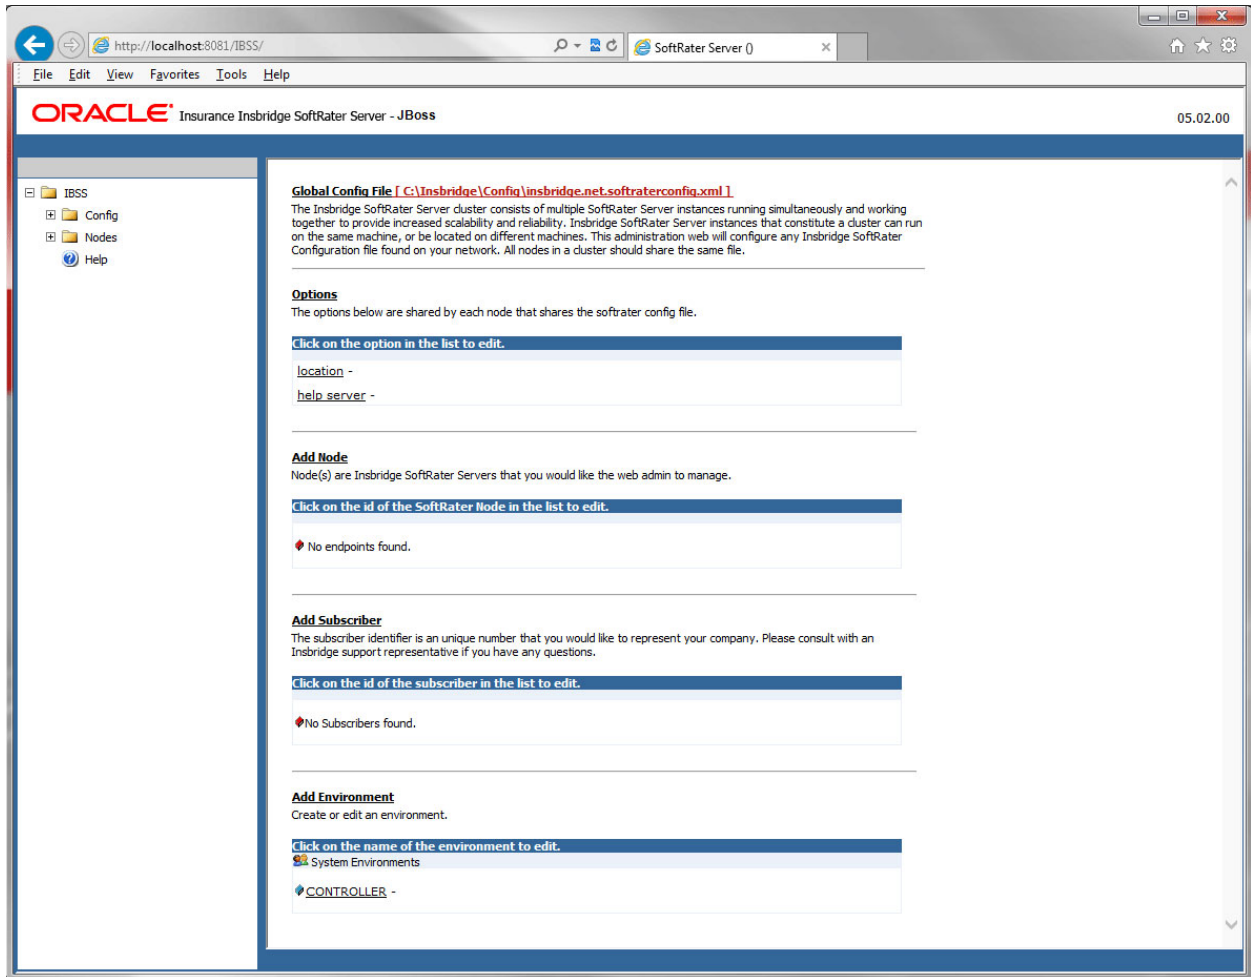 http://localhost:8081/IBSS/
SoftRater Server ()
File Edit View Favorites Tools Help
ORACLE Insurance Insbridge SoftRater Server - JBoss
05.02.00
IBSS
Config
Nodes
Help
Global Config File [ C:\Insbridge\Config\insbridge.net.softraterconfig.xml ]
The Insbridge SoftRater Server cluster consists of multiple SoftRater Server instances running simultaneously and working
together to provide increased scalability and reliability. Insbridge SoftRater Server instances that constitute a cluster can run
on the same machine, or be located on different machines. This administration web will configure any Insbridge SoftRater
Configuration file found on your network. All nodes in a cluster should share the same file.
Options
The options below are shared by each node that shares the softrater config file.
Click on the option in the list to edit.
location -
help server -
Add Node
Node(s) are Insbridge SoftRater Servers that you would like the web admin to manage.
Click on the id of the SoftRater Node in the list to edit.
No endpoints found.
Add Subscriber
The subscriber identifier is an unique number that you would like to represent your company. Please consult with an
Insbridge support representative if you have any questions.
Click on the id of the subscriber in the list to edit.
No Subscribers found.
Add Environment
Create or edit an environment.
Click on the name of the environment to edit.
System Environments
CONTROLLER -